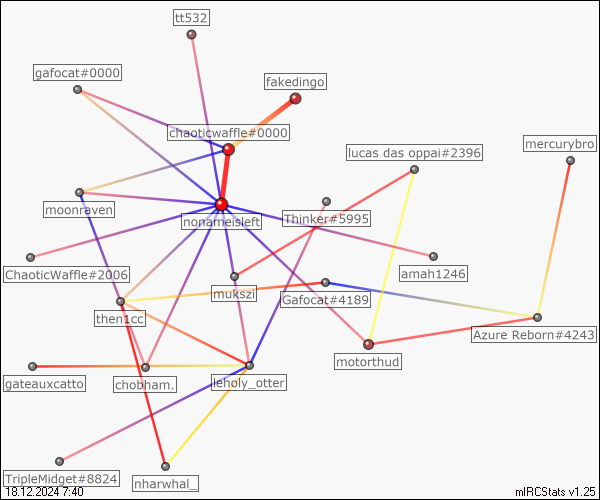 tt532
gafocat#0000
fakedingo
chaoticwaffle#0000
mercurybro
lucas das oppai#2396
moonraven
nonameisleft
Thinker#5995
ChaoticWaffle#2006
amah1246
mukszi
Gafocat#4189
then1cc
Azure Reborn#4243
motorthud
gateauxcatto
chobham.
leholy_otter
TripleMidget#8824
nharwhal_
18.12.2024 7:40
mIRCStats v1.25